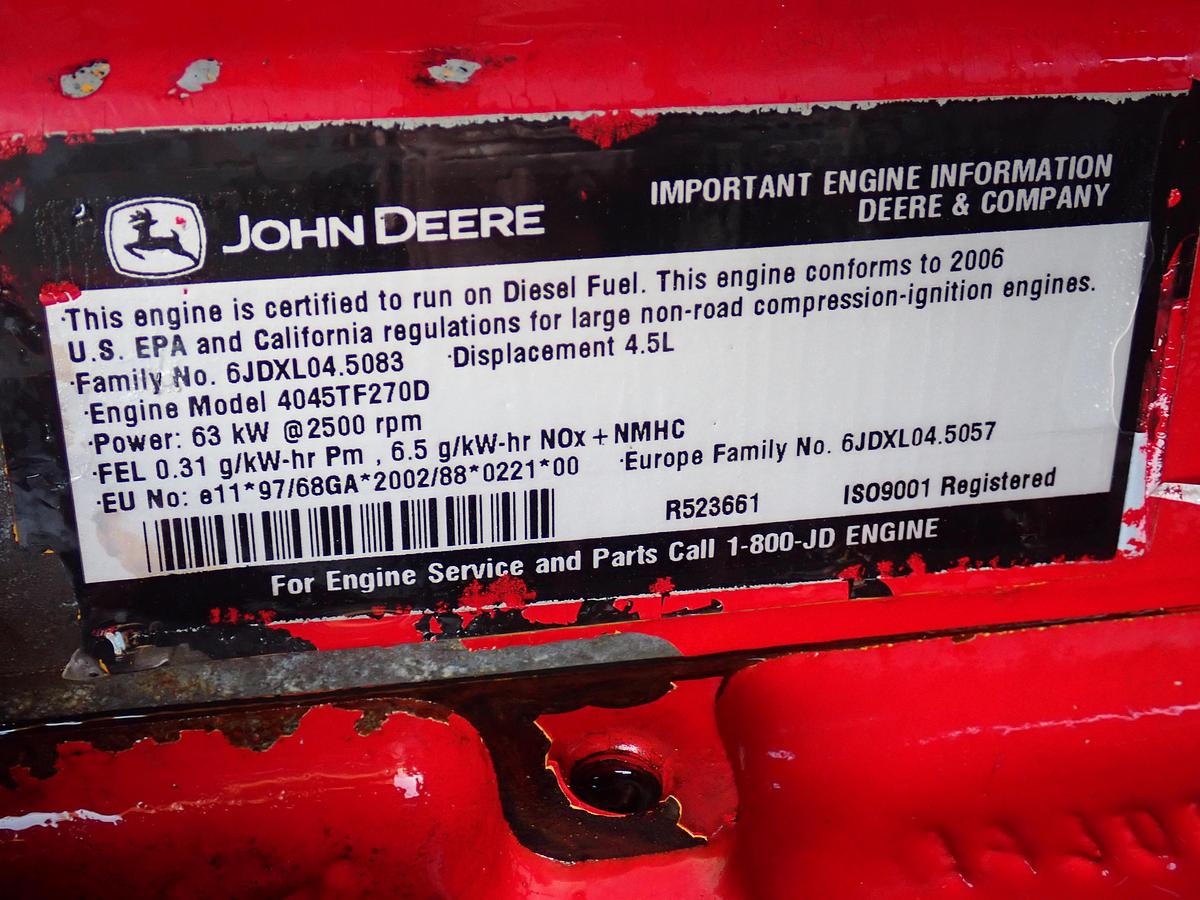 JOHN DEERE
IMPORTANT ENGINE INFORMATION
DEERE & COMPANY
·This engine is certified to run on Diesel Fuel. This engine conforms to 2006
U.S. EPA and California regulations for large non-road compression-ignition engines.
·Family No. 6JDXL04.5083 ·Displacement 4.5L
·Engine Model 4045TF270D
·Power: 63 kW @2500 rpm
·FEL 0.31 g/kW-hr Pm , 6.5 g/kW-hr NOx + NMHC
·EU No: e11*97/68GA*2002/88*0221*00 ·Europe Family No. 6JDXL04.5057
R523661 ISO9001 Registered
For Engine Service and Parts Call 1-800-JD ENGINE